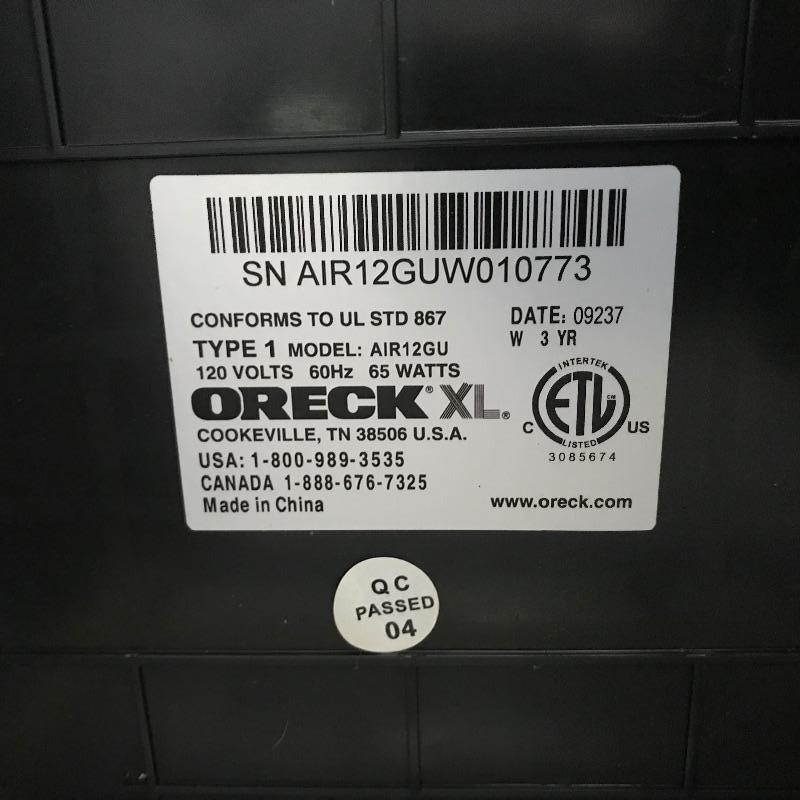 SN AIR12GUW010773
CONFORMS TO UL STD 867
DATE: 09237
W 3 YR
TYPE 1 MODEL: AIR12GU
120 VOLTS 60Hz 65 WATTS
ORECK® XL®
COOKEVILLE, TN 38506 U.S.A.
USA: 1-800-989-3535
CANADA 1-888-676-7325
Made in China
INTERTEK
ETL CM
C US
LISTED
3085674
www.oreck.com
QC
PASSED
04